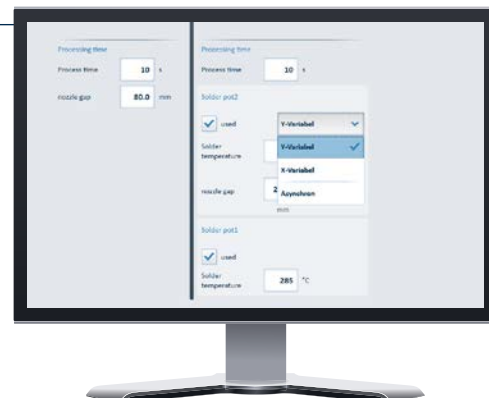 Processing time
Process time 10 s
nozzle gap 80.0 mm
Processing time
Process time 10 s
Solder pot2
used Y-Variabel
Solder temperature
Y-Variabel
X-Variabel
nozzle gap 2
Asynchron
mm
Solder pot1
used
Solder temperature 285 °C